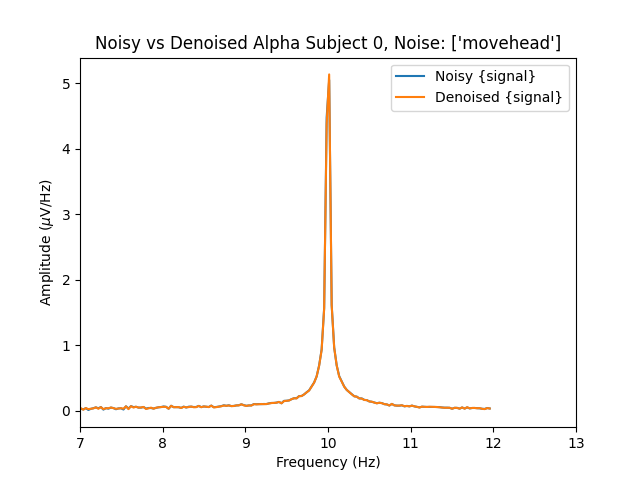 Noisy vs Denoised Alpha Subject 0, Noise: ['movehead']
Noisy {signal}
Denoised {signal}
5
4
3
2
1
0
Amplitude (μV/Hz)
7 8 9 10 11 12 13
Frequency (Hz)